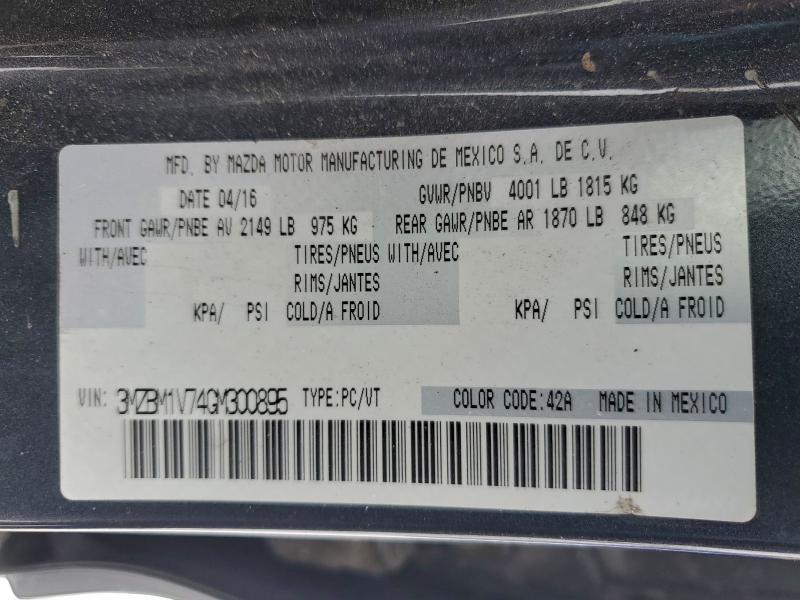 MFD. BY MAZDA MOTOR MANUFACTURING DE MEXICO S.A. DE C.V.
DATE 04/16 GVWR/PNBV 4001 LB 1815 KG
FRONT GAWR/PNBE AV 2149 LB 975 KG REAR GAWR/PNBE AR 1870 LB 848 KG
WITH/AVEC TIRES/PNEUS WITH/AVEC TIRES/PNEUS
RIMS/JANTES RIMS/JANTES
KPA/ PSI COLD/A FROID KPA/ PSI COLD/A FROID
VIN: 3MZBM1V74GM300895 TYPE:PC/VT COLOR CODE:42A MADE IN MEXICO